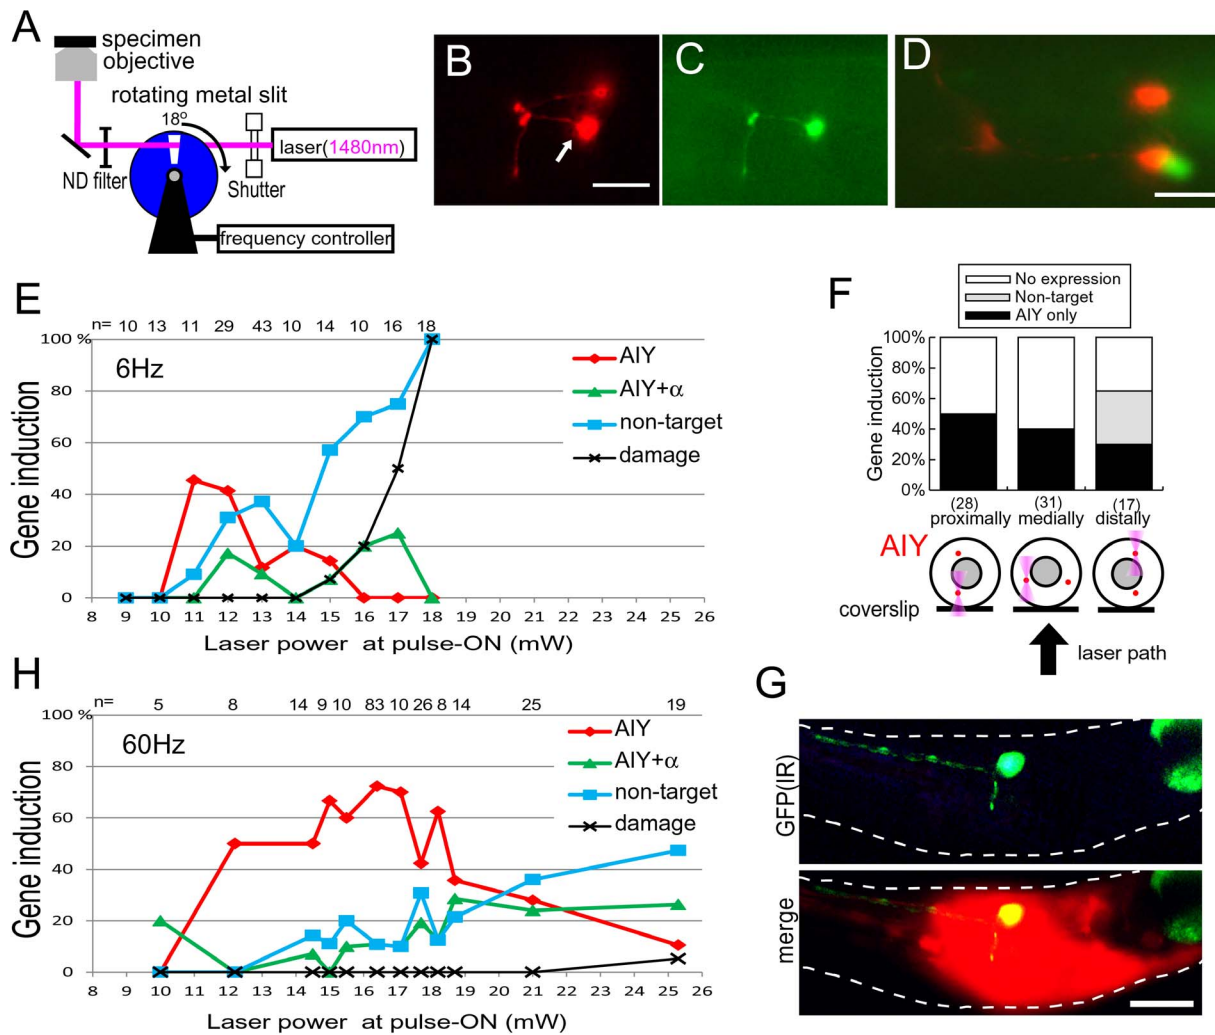 A
specimen
objective
rotating metal slit
18º
laser(1480nm)
ND filter
Shutter
frequency controller
B
C
D
E
n= 10 13 11 29 43 10 14 10 16 18
100 %
80
60
40
20
0
6Hz
AIY
AIY+α
non-target
damage
Gene induction
8 9 10 11 12 13 14 15 16 17 18 19 20 21 22 23 24 25 26
Laser power at pulse-ON (mW)
F
No expression
Non-target
AIY only
100%
80%
60%
40%
20%
0%
Gene induction
(28) (31) (17)
proximally medially distally
AIY
coverslip
laser path
G
GFP(IR)
merge
H
n= 5 8 14 9 10 83 10 26 8 14 25 19
100 %
80
60
40
20
0
60Hz
AIY
AIY+α
non-target
damage
Gene induction
8 9 10 11 12 13 14 15 16 17 18 19 20 21 22 23 24 25 26
Laser power at pulse-ON (mW)